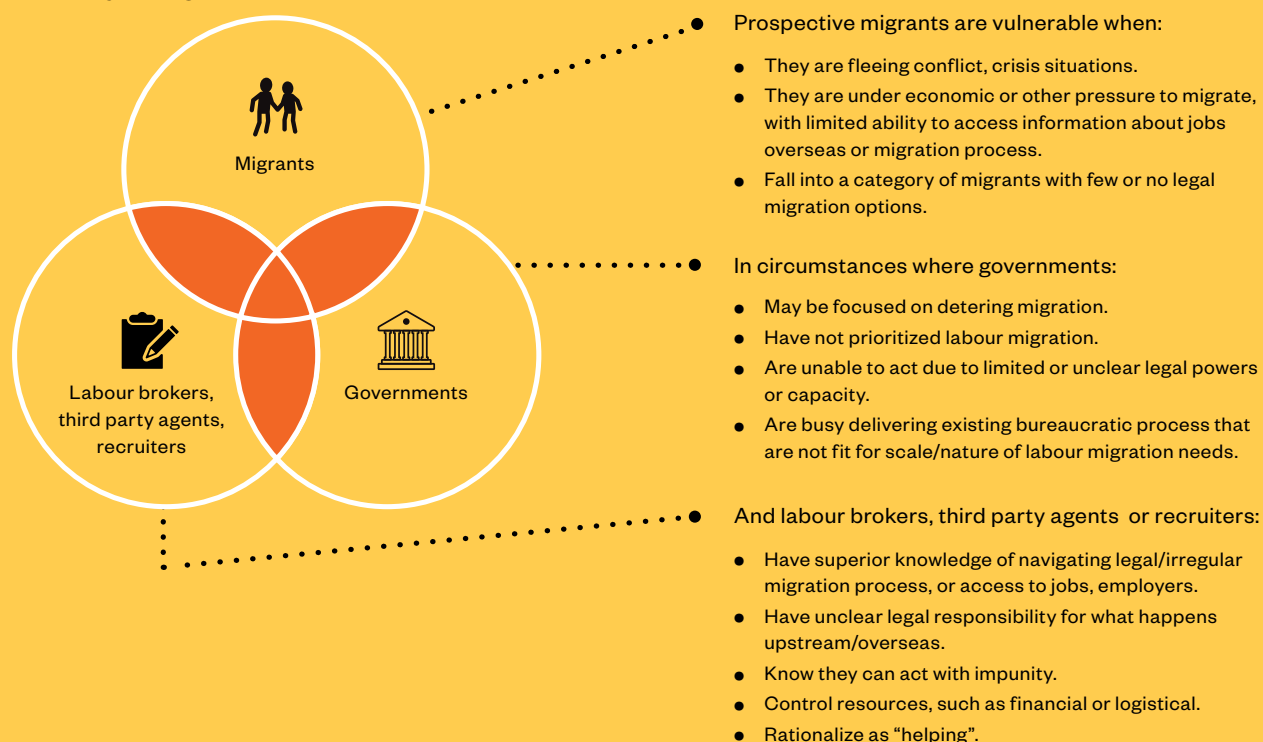 Migrants
Labour brokers,
third party agents,
recruiters
Governments
Prospective migrants are vulnerable when:
● They are fleeing conflict, crisis situations.
● They are under economic or other pressure to migrate,
with limited ability to access information about jobs
overseas or migration process.
● Fall into a category of migrants with few or no legal
migration options.
In circumstances where governments:
● May be focused on detering migration.
● Have not prioritized labour migration.
● Are unable to act due to limited or unclear legal powers
or capacity.
● Are busy delivering existing bureaucratic process that
are not fit for scale/nature of labour migration needs.
And labour brokers, third party agents or recruiters:
● Have superior knowledge of navigating legal/irregular
migration process, or access to jobs, employers.
● Have unclear legal responsibility for what happens
upstream/overseas.
● Know they can act with impunity.
● Control resources, such as financial or logistical.
● Rationalize as “helping”.